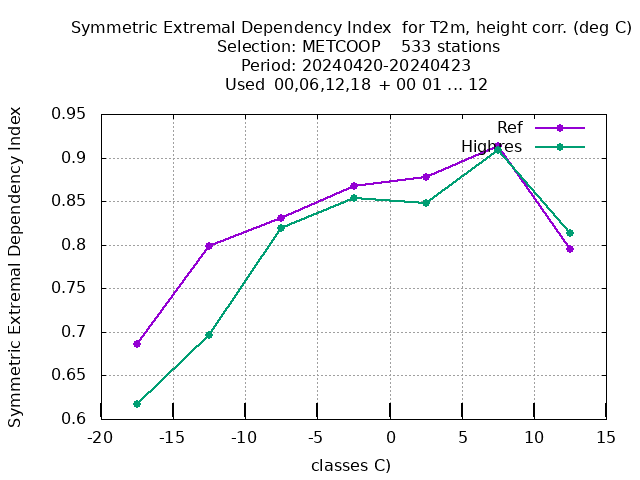 Symmetric Extremal Dependency Index for T2m, height corr. (deg C)
Selection: METCOOP 533 stations
Period: 20240420-20240423
Used 00,06,12,18 + 00 01 ... 12
Symmetric Extremal Dependency Index
0.95
0.9
0.85
0.8
0.75
0.7
0.65
0.6
Ref
Highres
-20 -15 -10 -5 0 5 10 15
classes C)